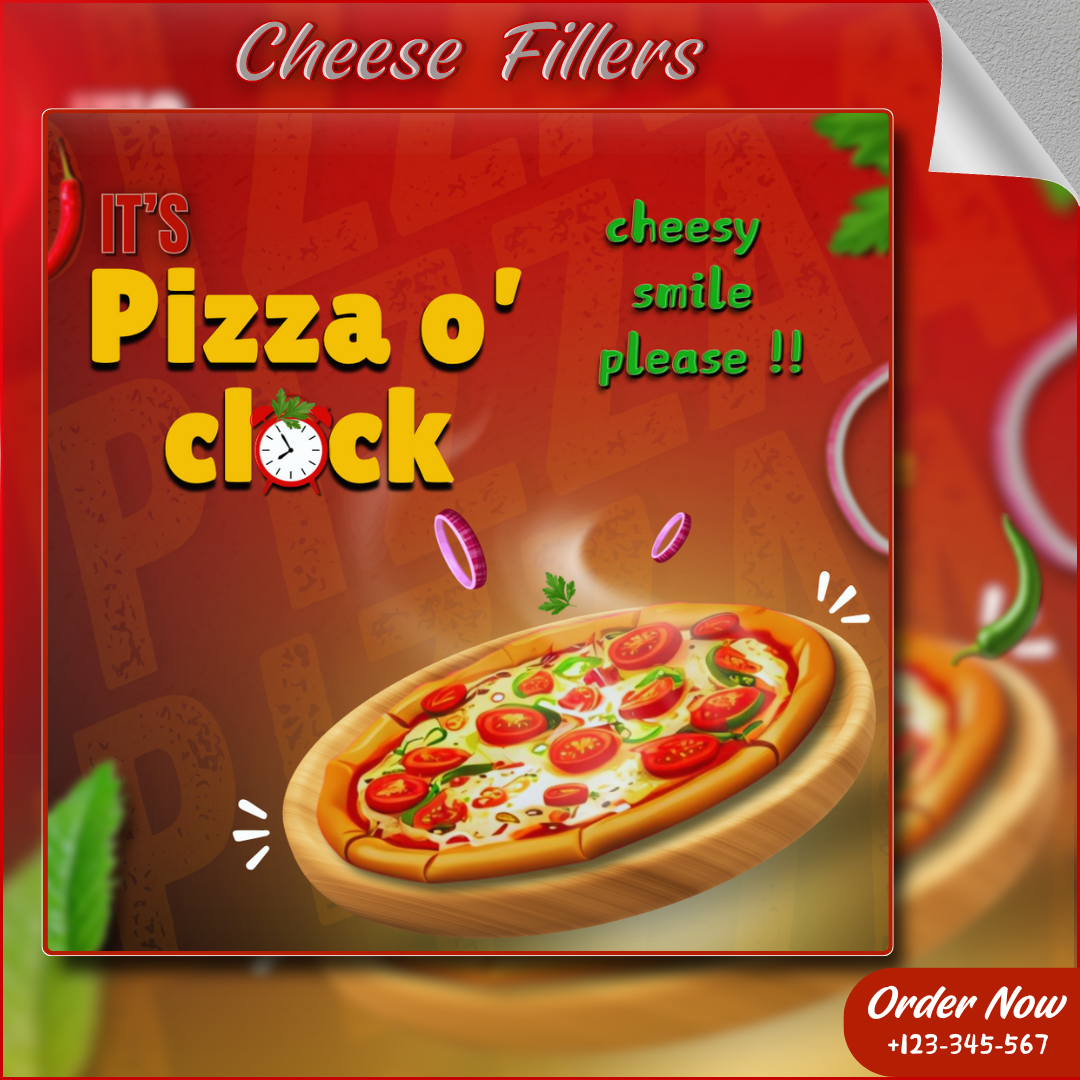 Cheese Fillers
IT'S
Pizza o'
clock
cheesy
smile
please !!
Order Now
+123-345-567